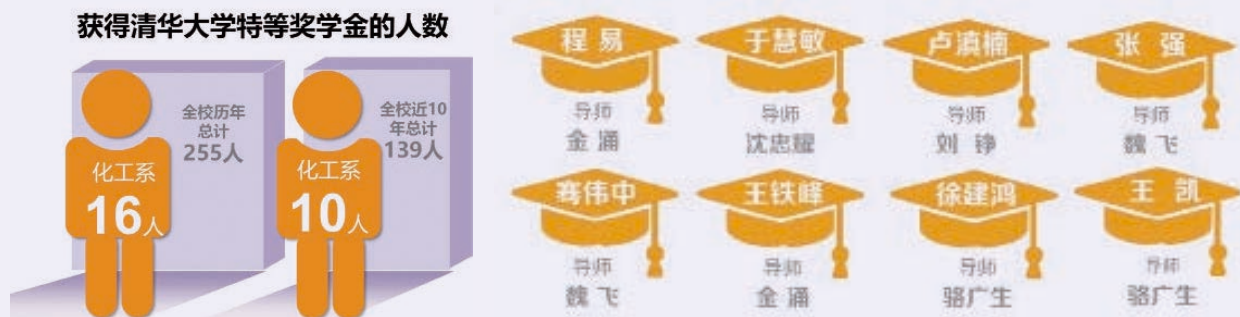 获得清华大学特等奖学金的人数
全校历年
总计
255人
化工系
16人
全校近10
年总计
139人
化工系
10人
程 易
导师
金 涌
于慧敏
导师
沈忠耀
卢滇楠
导师
刘 铮
张 强
导师
魏 飞
骞伟中
导师
魏 飞
王铁峰
导师
金 涌
徐建鸿
导师
骆广生
王 凯
导师
骆广生